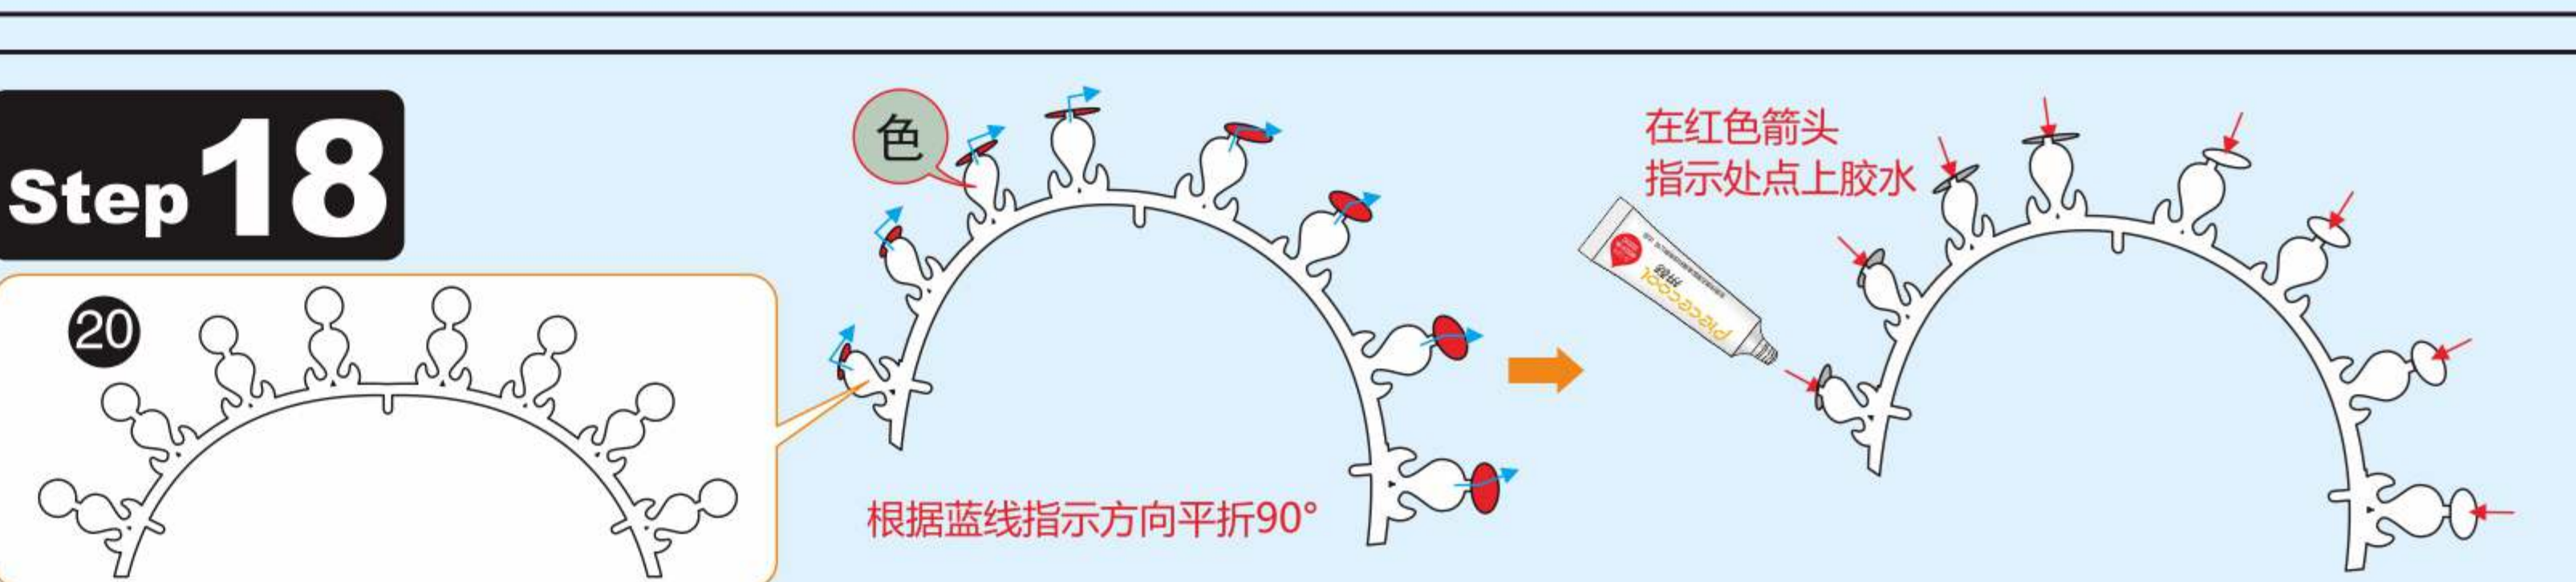 Step 18
20
色
根据蓝线指示方向平折90°
在红色箭头
指示处点上胶水
piececool
拼酷